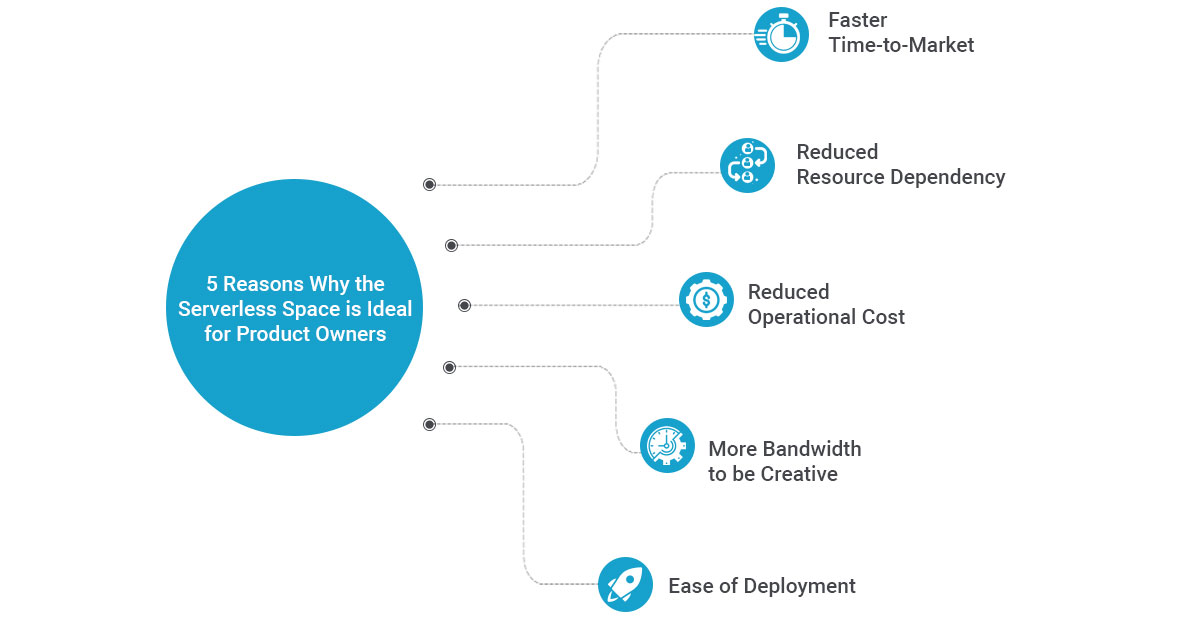 5 Reasons Why the
Serverless Space is Ideal
for Product Owners
Faster
Time-to-Market
Reduced
Resource Dependency
Reduced
Operational Cost
More Bandwidth
to be Creative
Ease of Deployment